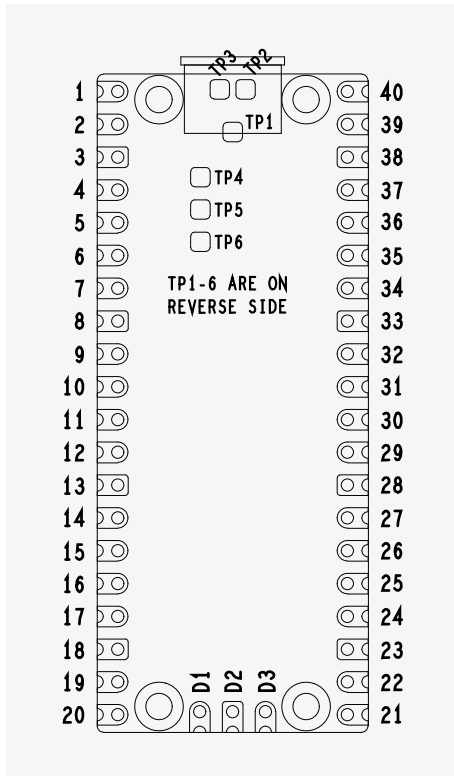 TP3 TP2
1 40
TP1
2 39
3 38
TP4
4 37
TP5
5 36
TP6
6 35
TP1-6 ARE ON
7 34
REVERSE SIDE
8 33
9 32
10 31
11 30
12 29
13 28
14 27
15 26
16 25
17 24
18 23
D1 D2 D3
19 22
20 21